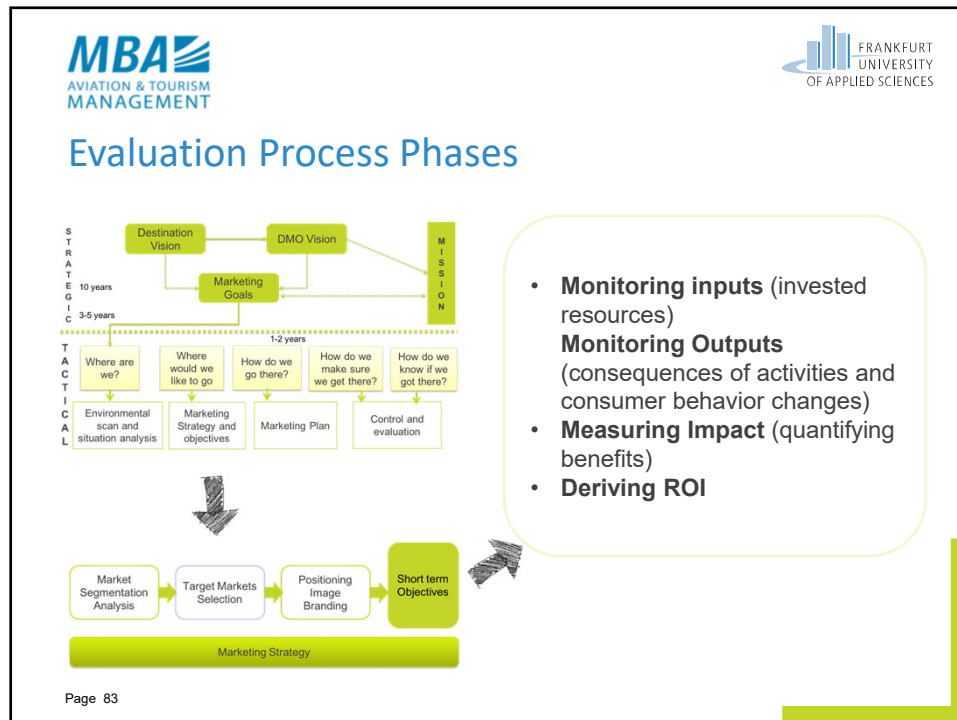 MBA
AVIATION & TOURISM
MANAGEMENT
FRANKFURT
UNIVERSITY
OF APPLIED SCIENCES
Evaluation Process Phases
STRATEGIC
10 years
3-5 years
Destination
Vision
DMO Vision
MISSION
Marketing
Goals
1-2 years
TACTICAL
Where are
we?
Where
would we
like to go
How do we
go there?
How do we
make sure
we get there?
How do we
know if we
got there?
Environmental
scan and
situation analysis
Marketing
Strategy and
objectives
Marketing Plan
Control and
evaluation
Market
Segmentation
Analysis
Target Markets
Selection
Positioning
Image
Branding
Short term
Objectives
Marketing Strategy
• Monitoring inputs (invested
resources)
Monitoring Outputs
(consequences of activities and
consumer behavior changes)
• Measuring Impact (quantifying
benefits)
• Deriving ROI
Page 83